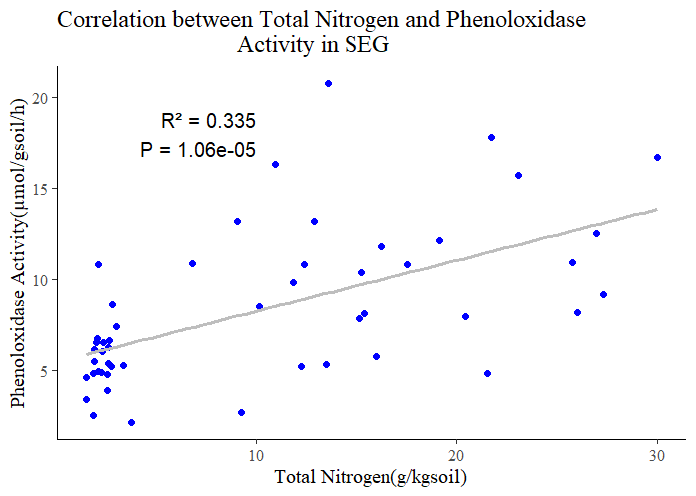 Correlation between Total Nitrogen and Phenoloxidase
Activity in SEG
R² = 0.335
P = 1.06e-05
Phenoloxidase Activity(µmol/gsoil/h)
20
15
10
5
10
20
30
Total Nitrogen(g/kgsoil)